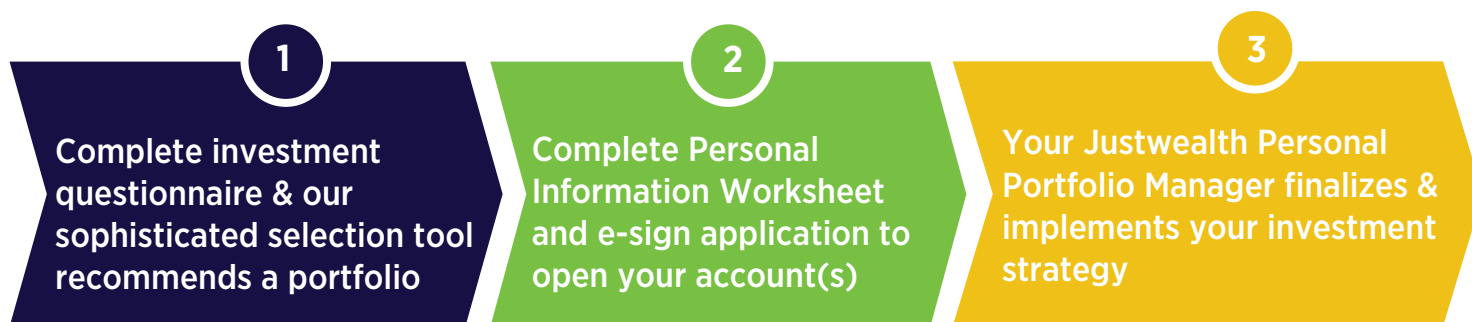 1
Complete investment
questionnaire & our
sophisticated selection tool
recommends a portfolio
2
Complete Personal
Information Worksheet
and e-sign application to
open your account(s)
3
Your Justwealth Personal
Portfolio Manager finalizes &
implements your investment
strategy